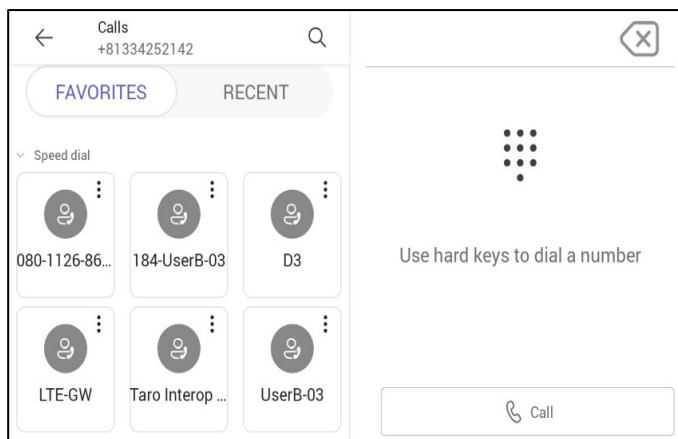 Calls
+81334252142
FAVORITES
RECENT
Speed dial
080-1126-86...
184-UserB-03
D3
LTE-GW
Taro Interop ...
UserB-03
Use hard keys to dial a number
Call